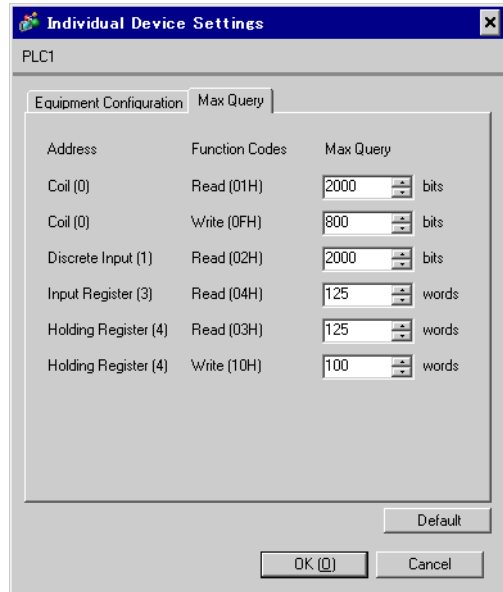 Individual Device Settings
PLC1
Equipment Configuration Max Query
Address Function Codes Max Query
Coil (0) Read (01H) 2000 bits
Coil (0) Write (0FH) 800 bits
Discrete Input (1) Read (02H) 2000 bits
Input Register (3) Read (04H) 125 words
Holding Register (4) Read (03H) 125 words
Holding Register (4) Write (10H) 100 words
Default
OK (O) Cancel